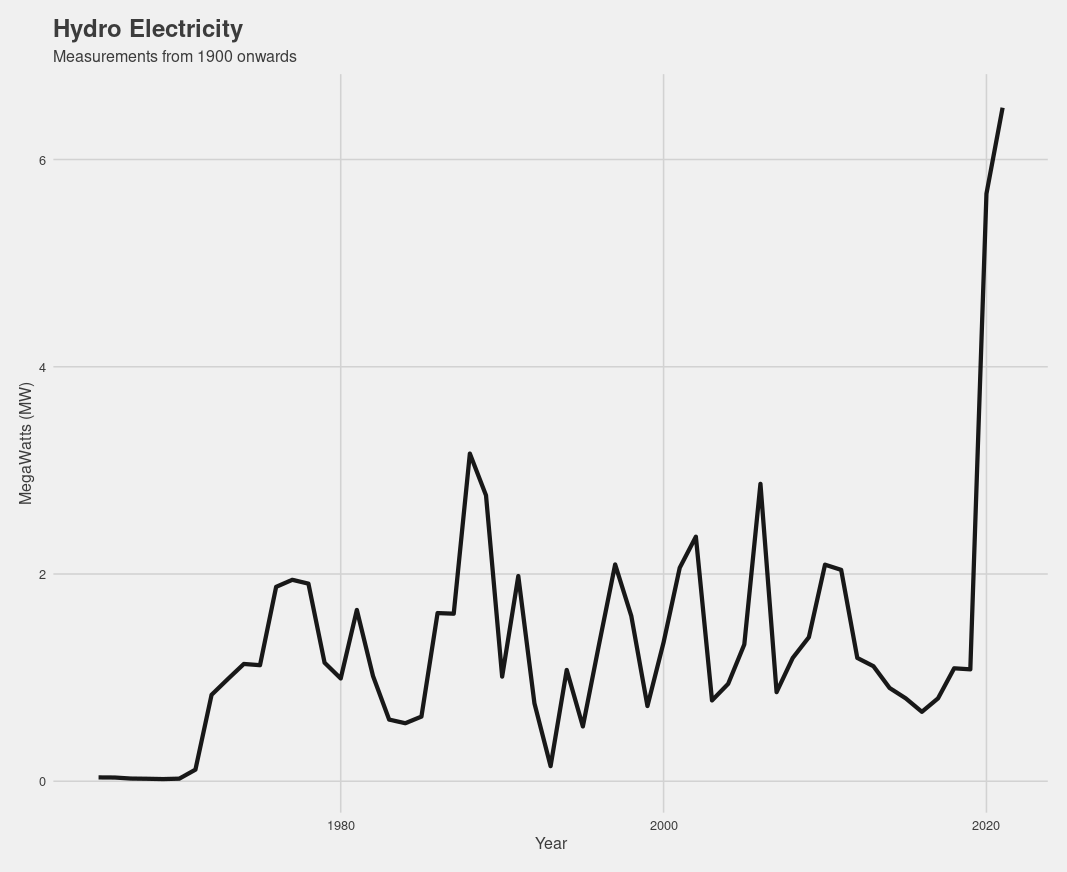 Hydro Electricity
Measurements from 1900 onwards
MegaWatts (MW)
6
4
2
0
1980
2000
2020
Year